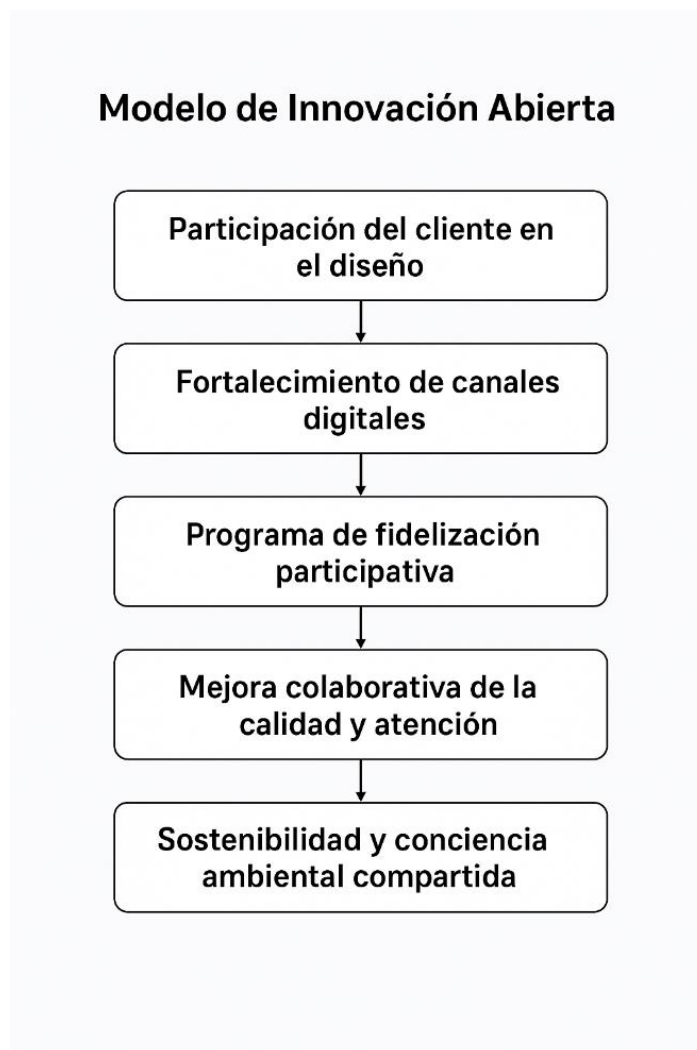 Modelo de Innovación Abierta
Participación del cliente en
el diseño
Fortalecimiento de canales
digitales
Programa de fidelización
participativa
Mejora colaborativa de la
calidad y atención
Sostenibilidad y conciencia
ambiental compartida